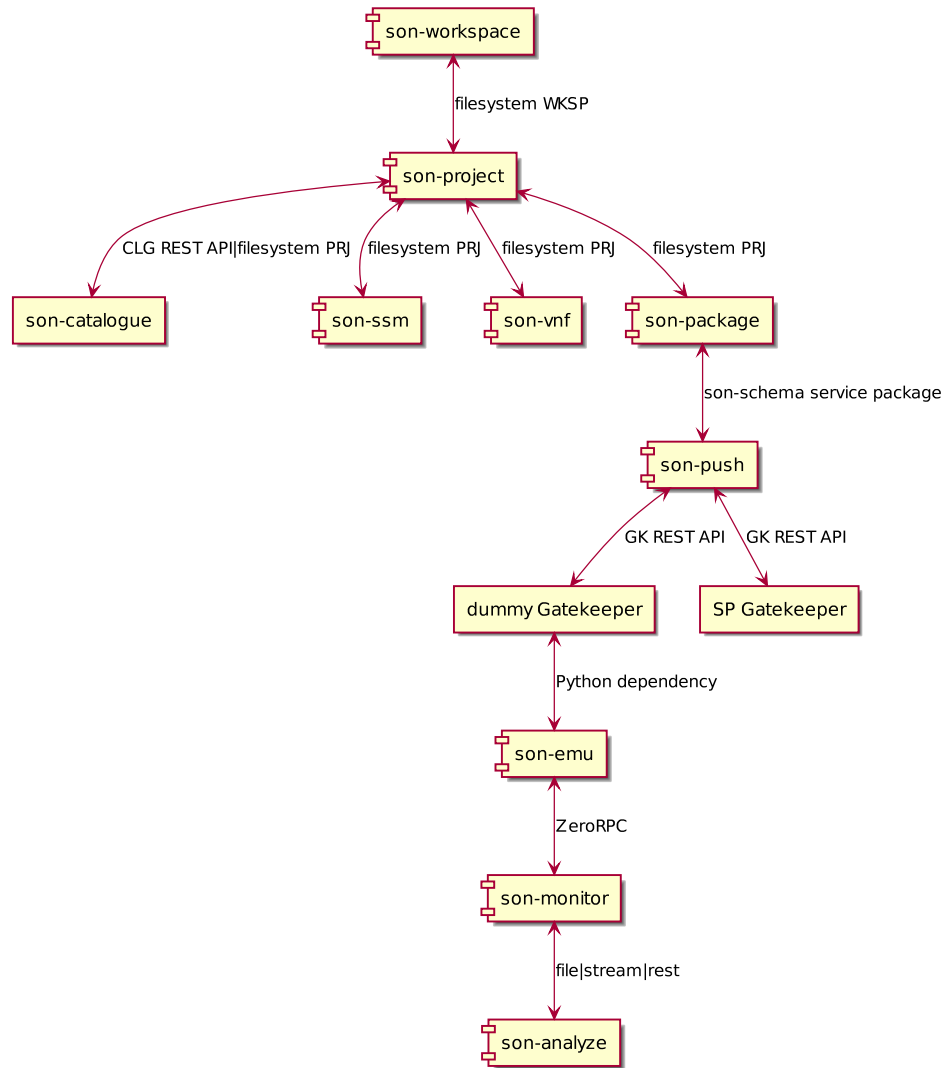 son-workspace
filesystem WKSP
son-project
CLG REST API|filesystem PRJ
filesystem PRJ
filesystem PRJ
filesystem PRJ
son-catalogue
son-ssm
son-vnf
son-package
son-schema service package
son-push
GK REST API
GK REST API
dummy Gatekeeper
SP Gatekeeper
Python dependency
son-emu
ZeroRPC
son-monitor
file|stream|rest
son-analyze